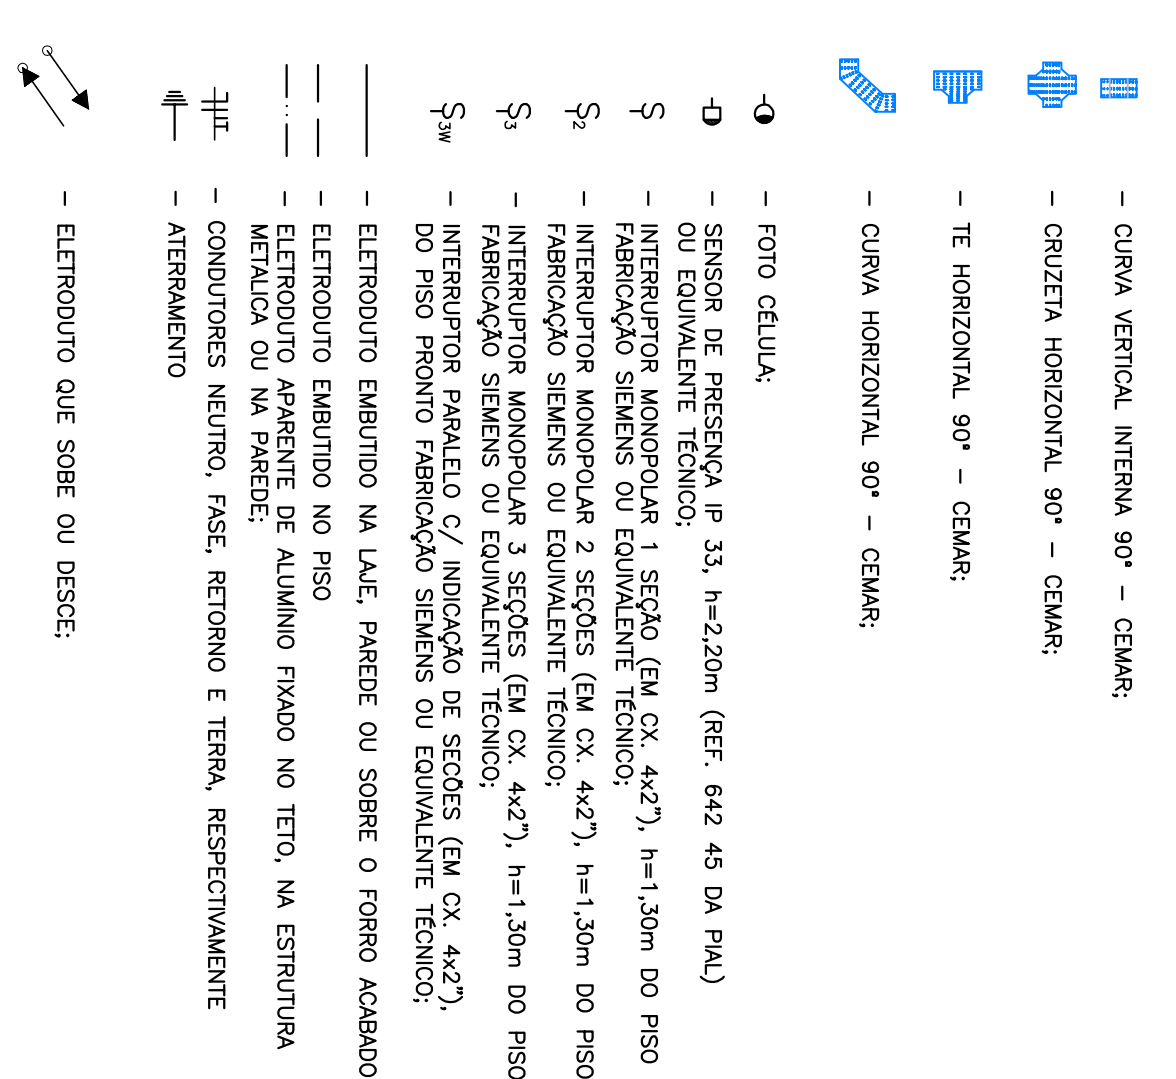 - CURVA VERTICAL INTERNA 90° - CEMAR;
- CRUZETA HORIZONTAL 90° - CEMAR;
- TE HORIZONTAL 90° - CEMAR;
- CURVA HORIZONTAL 90° - CEMAR;
- FOTO CÉLULA;
- SENSOR DE PRESENÇA IP 33, h=2,20m (REF. 642 45 DA PIAL)
OU EQUIVALENTE TÉCNICO;
S - INTERRUPTOR MONOPOLAR 1 SEÇÃO (EM CX. 4x2"), h=1,30m DO PISO
FABRICAÇÃO SIEMENS OU EQUIVALENTE TÉCNICO;
S2 - INTERRUPTOR MONOPOLAR 2 SEÇÕES (EM CX. 4x2"), h=1,30m DO PISO
FABRICAÇÃO SIEMENS OU EQUIVALENTE TÉCNICO;
S3 - INTERRUPTOR MONOPOLAR 3 SEÇÕES (EM CX. 4x2"), h=1,30m DO PISO
FABRICAÇÃO SIEMENS OU EQUIVALENTE TÉCNICO;
S3W - INTERRUPTOR PARALELO C/ INDICAÇÃO DE SECÕES (EM CX. 4x2"),
DO PISO PRONTO FABRICAÇÃO SIEMENS OU EQUIVALENTE TÉCNICO;
- ELETRODUTO EMBUTIDO NA LAJE, PAREDE OU SOBRE O FORRO ACABADO
- ELETRODUTO EMBUTIDO NO PISO
- ELETRODUTO APARENTE DE ALUMÍNIO FIXADO NO TETO, NA ESTRUTURA
METALICA OU NA PAREDE;
- CONDUTORES NEUTRO, FASE, RETORNO E TERRA, RESPECTIVAMENTE
- ATERRAMENTO
- ELETRODUTO QUE SOBE OU DESCE;